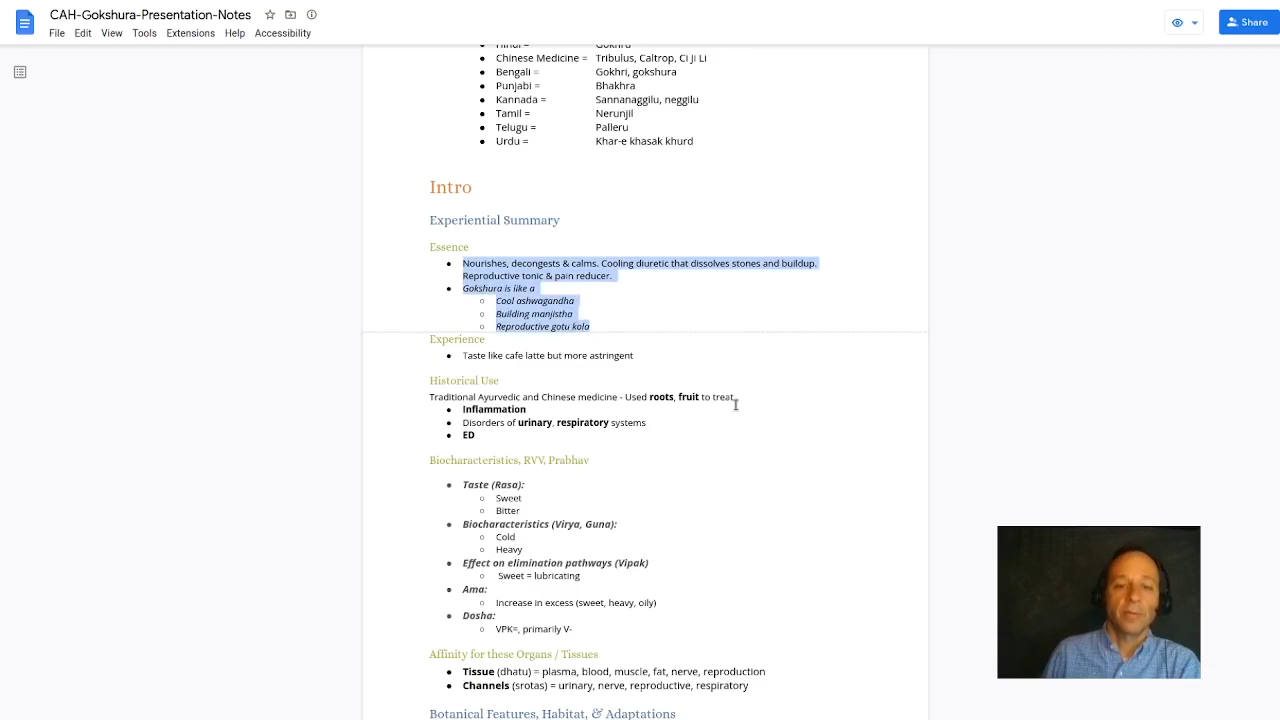 CAH-Gokshura-Presentation-Notes
File Edit View Tools Extensions Help Accessibility
Share
Hindi = Gokhru
Chinese Medicine = Tribulus, Caltrop, Ci Ji Li
Bengali = Gokhri, gokshura
Punjabi = Bhakhra
Kannada = Sannanaggilu, neggilu
Tamil = Nerunjil
Telugu = Palleru
Urdu = Khar-e khasak khurd
Intro
Experiential Summary
Essence
Nourishes, decongests & calms. Cooling diuretic that dissolves stones and buildup.
Reproductive tonic & pain reducer.
Gokshura is like a
Cool ashwagandha
Building manjistha
Reproductive gotu kola
Experience
Taste like cafe latte but more astringent
Historical Use
Traditional Ayurvedic and Chinese medicine - Used roots, fruit to treat
Inflammation
Disorders of urinary, respiratory systems
ED
Biocharacteristics, RVV, Prabhav
Taste (Rasa):
Sweet
Bitter
Biocharacteristics (Virya, Guna):
Cold
Heavy
Effect on elimination pathways (Vipak)
Sweet = lubricating
Ama:
Increase in excess (sweet, heavy, oily)
Dosha:
VPK=, primarily V-
Affinity for these Organs / Tissues
Tissue (dhatu) = plasma, blood, muscle, fat, nerve, reproduction
Channels (srotas) = urinary, nerve, reproductive, respiratory
Botanical Features, Habitat, & Adaptations